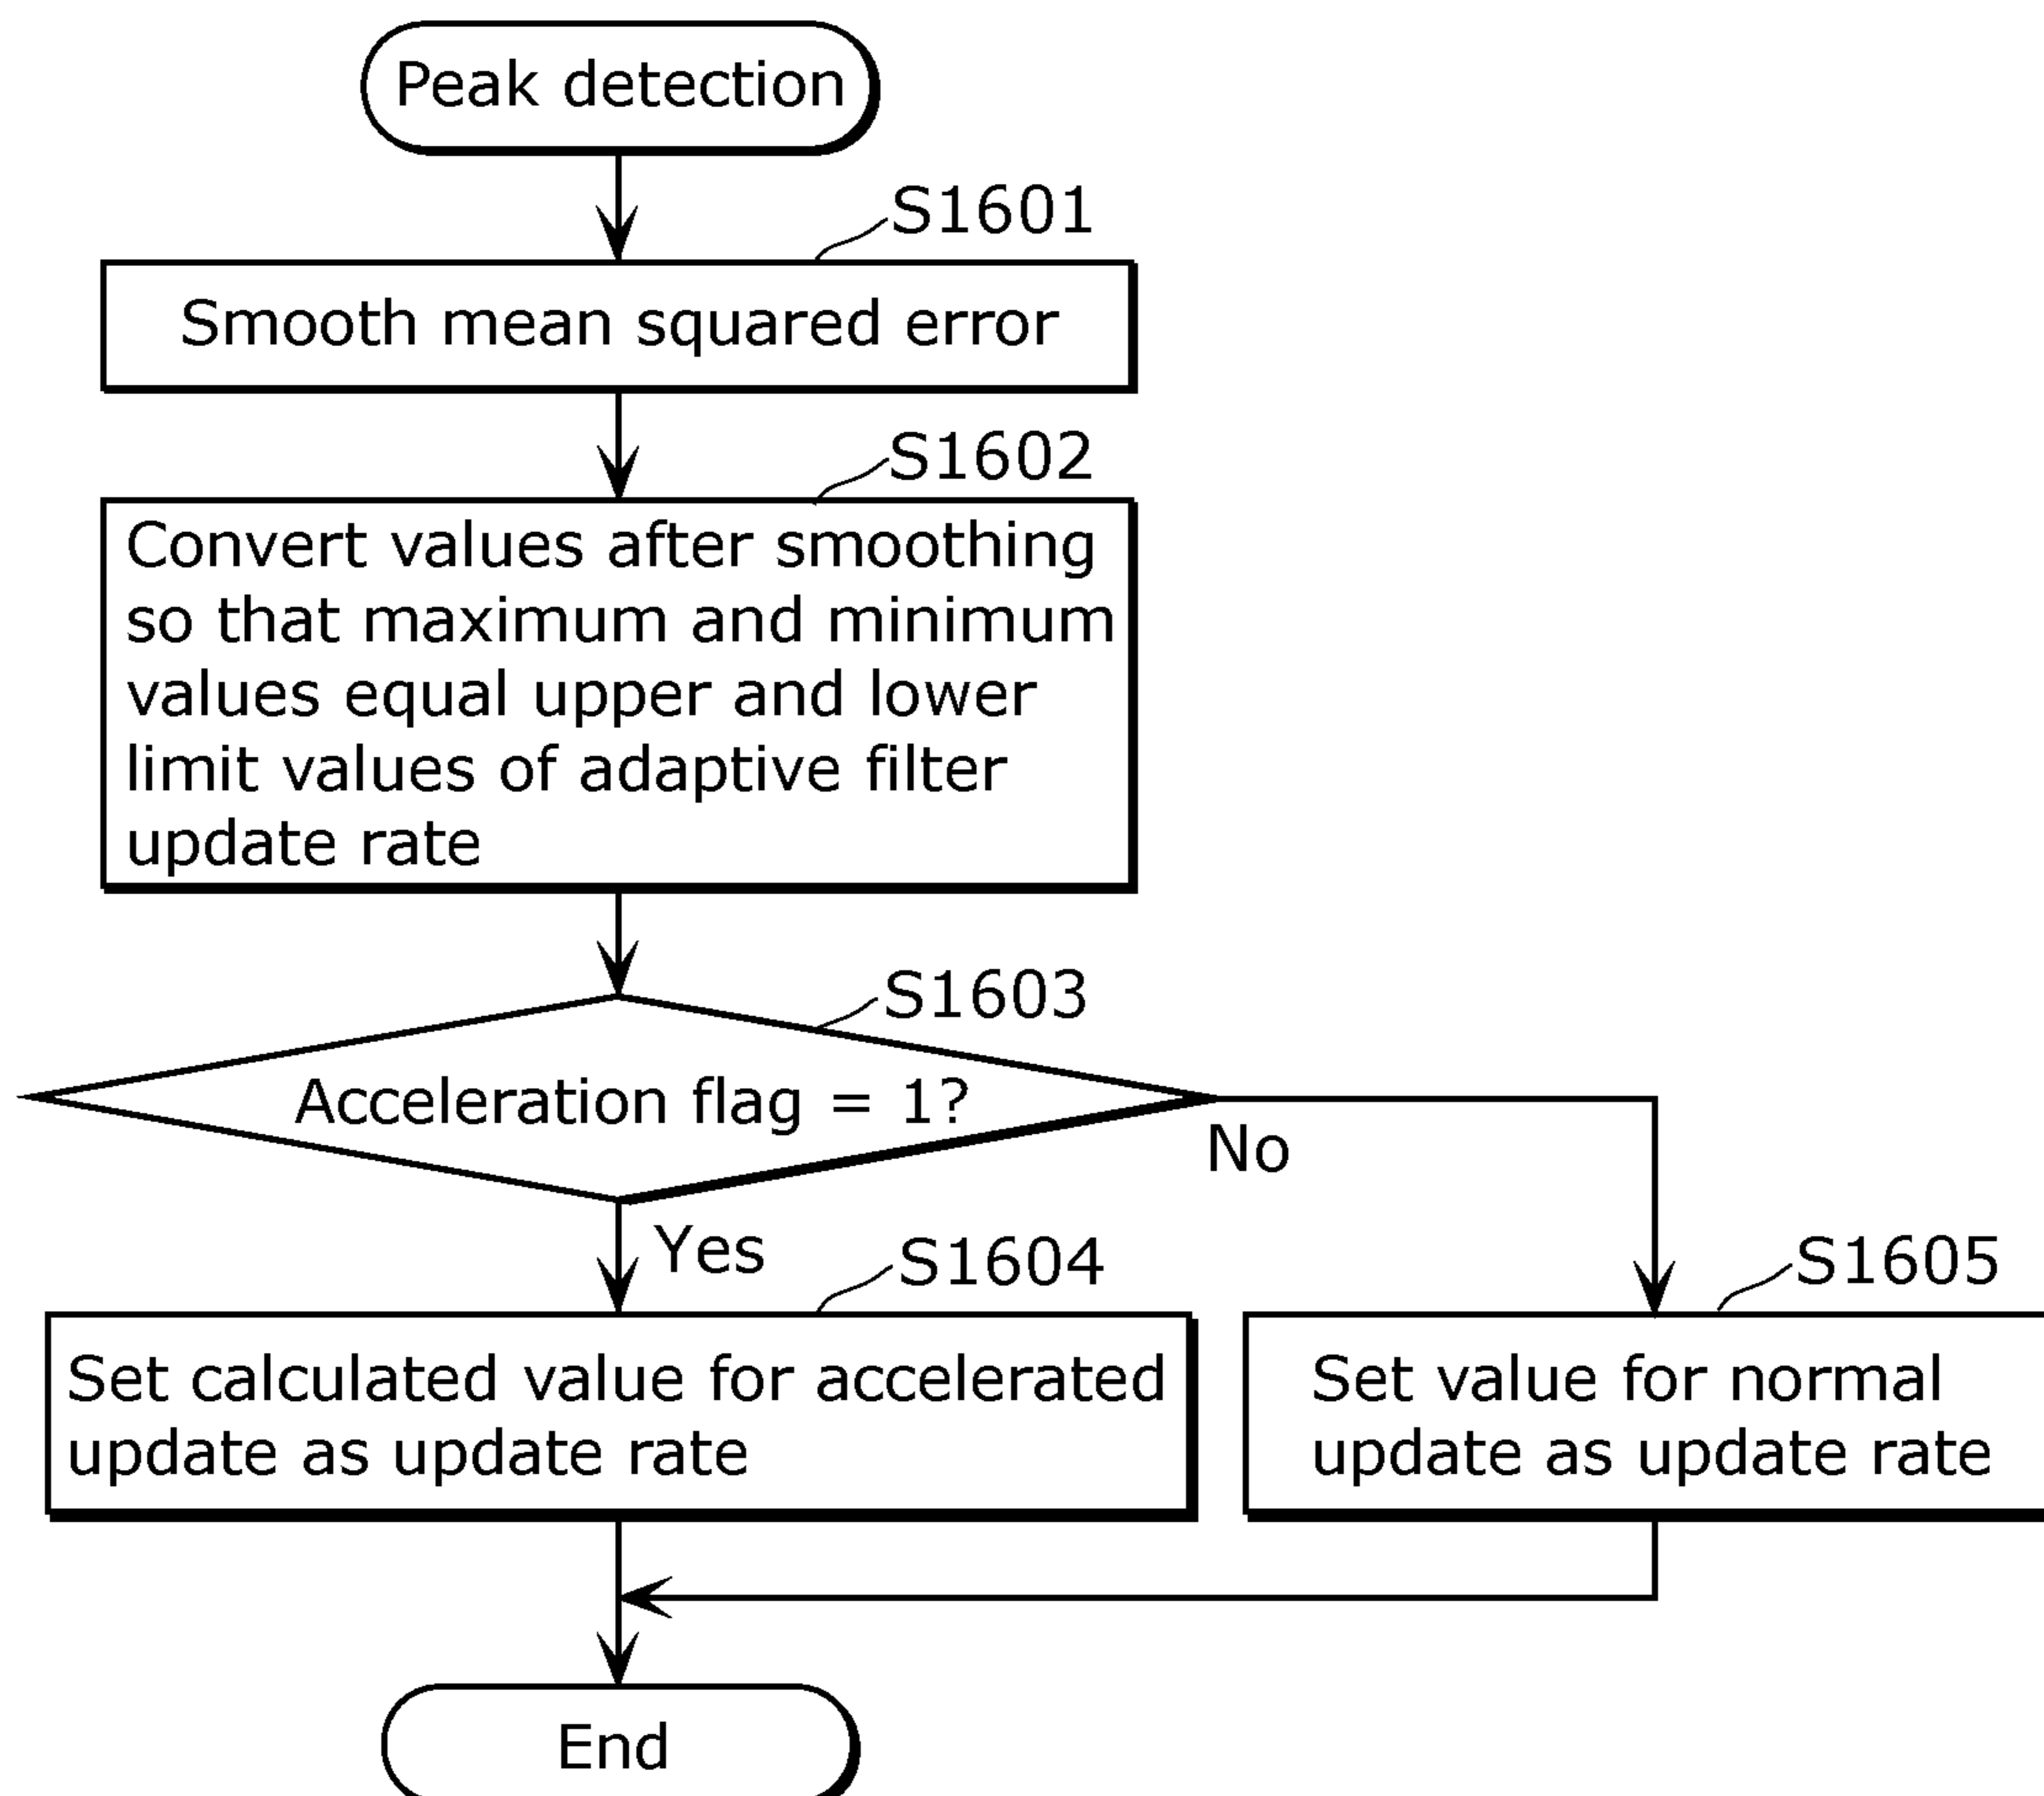 Peak detection
S1601
Smooth mean squared error
S1602
Convert values after smoothing
so that maximum and minimum
values equal upper and lower
limit values of adaptive filter
update rate
S1603
Acceleration flag = 1?
No
Yes
S1604
Set calculated value for accelerated
update as update rate
S1605
Set value for normal
update as update rate
End